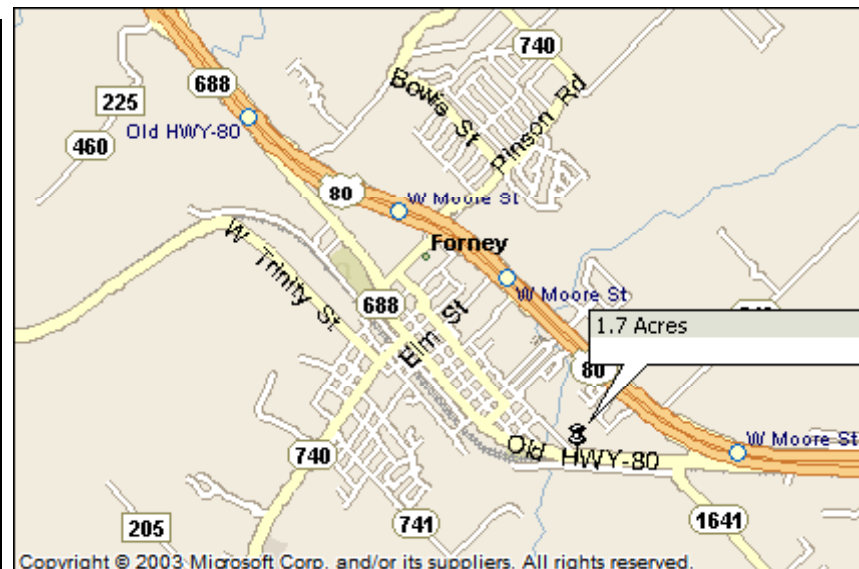 740
688
Bows St
225
Pinson Rd
Old HWY-80
460
80
W Moore St
W Trinity St
Forney
688
W Moore St
Elm St
1.7 Acres
80
Old HWY-80
W Moore St
740
205
741
1641
Copyright © 2003 Microsoft Corp. and/or its suppliers. All rights reserved.